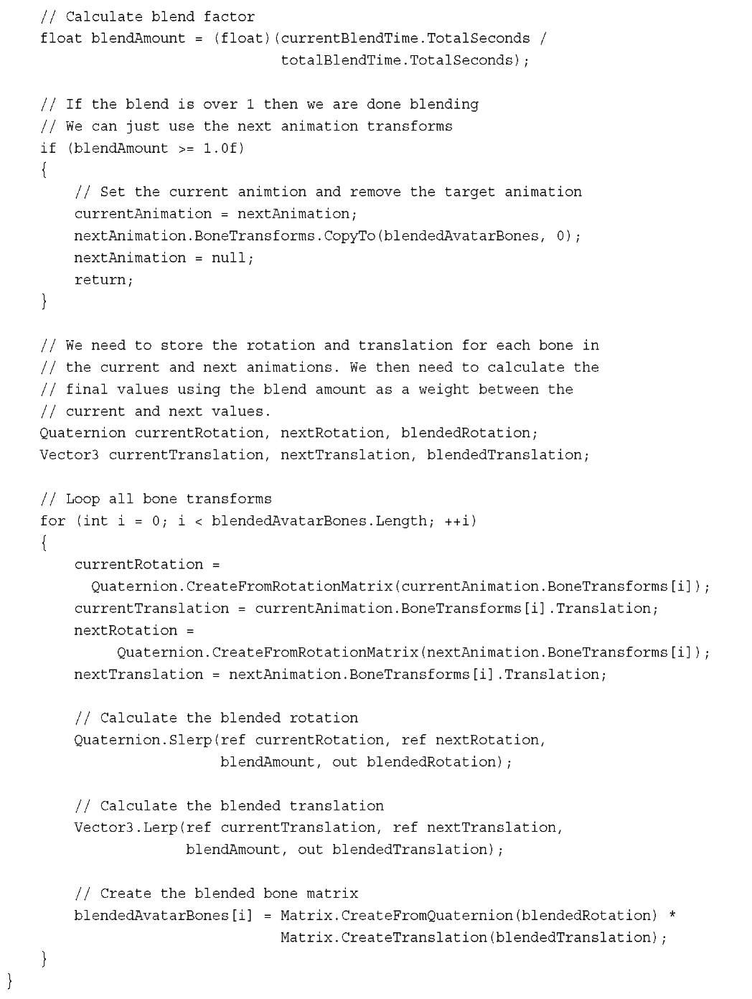 // Calculate blend factor
float blendAmount = (float)(currentBlendTime.TotalSeconds /
totalBlendTime.TotalSeconds);
// If the blend is over 1 then we are done blending
// We can just use the next animation transforms
if (blendAmount >= 1.0f)
{
// Set the current animtion and remove the target animation
currentAnimation = nextAnimation;
nextAnimation.BoneTransforms.CopyTo(blendedAvatarBones, 0);
nextAnimation = null;
return;
}
// We need to store the rotation and translation for each bone in
// the current and next animations. We then need to calculate the
// final values using the blend amount as a weight between the
// current and next values.
Quaternion currentRotation, nextRotation, blendedRotation;
Vector3 currentTranslation, nextTranslation, blendedTranslation;
// Loop all bone transforms
for (int i = 0; i < blendedAvatarBones.Length; ++i)
{
currentRotation =
Quaternion.CreateFromRotationMatrix(currentAnimation.BoneTransforms[i]);
currentTranslation = currentAnimation.BoneTransforms[i].Translation;
nextRotation =
Quaternion.CreateFromRotationMatrix(nextAnimation.BoneTransforms[i]);
nextTranslation = nextAnimation.BoneTransforms[i].Translation;
// Calculate the blended rotation
Quaternion.Slerp(ref currentRotation, ref nextRotation,
blendAmount, out blendedRotation);
// Calculate the blended translation
Vector3.Lerp(ref currentTranslation, ref nextTranslation,
blendAmount, out blendedTranslation);
// Create the blended bone matrix
blendedAvatarBones[i] = Matrix.CreateFromQuaternion(blendedRotation) *
Matrix.CreateTranslation(blendedTranslation);
}
}